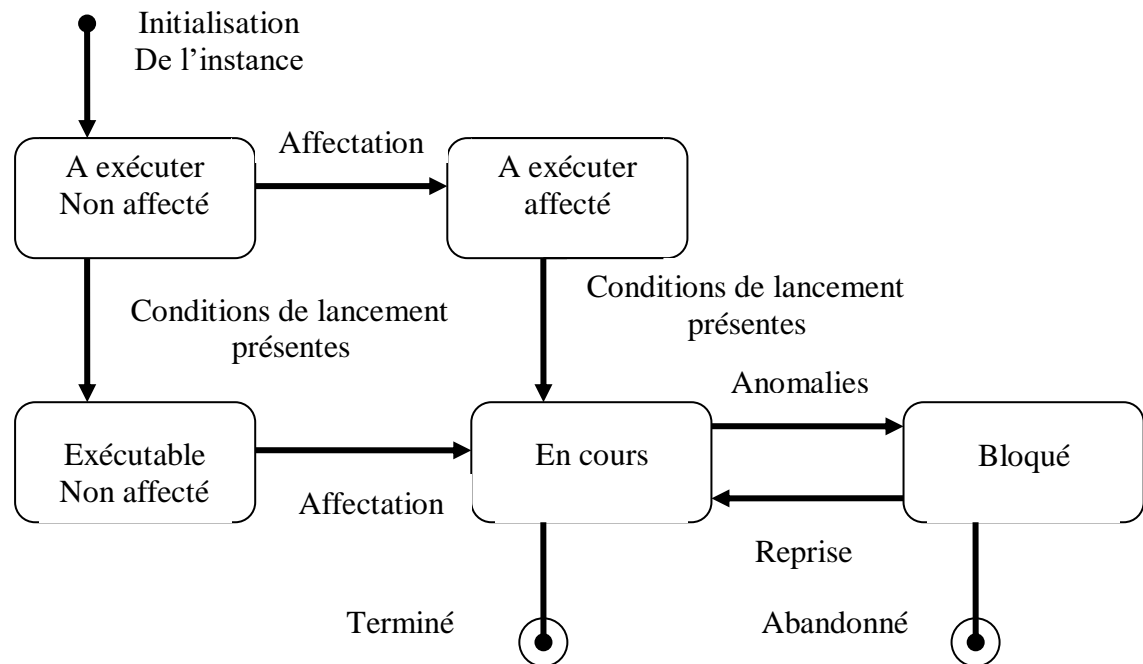 Initialisation
De l’instance
Affectation
A exécuter
Non affecté
A exécuter
affecté
Conditions de lancement
présentes
Conditions de lancement
présentes
Anomalies
Exécutable
Non affecté
En cours
Bloqué
Affectation
Reprise
Terminé
Abandonné